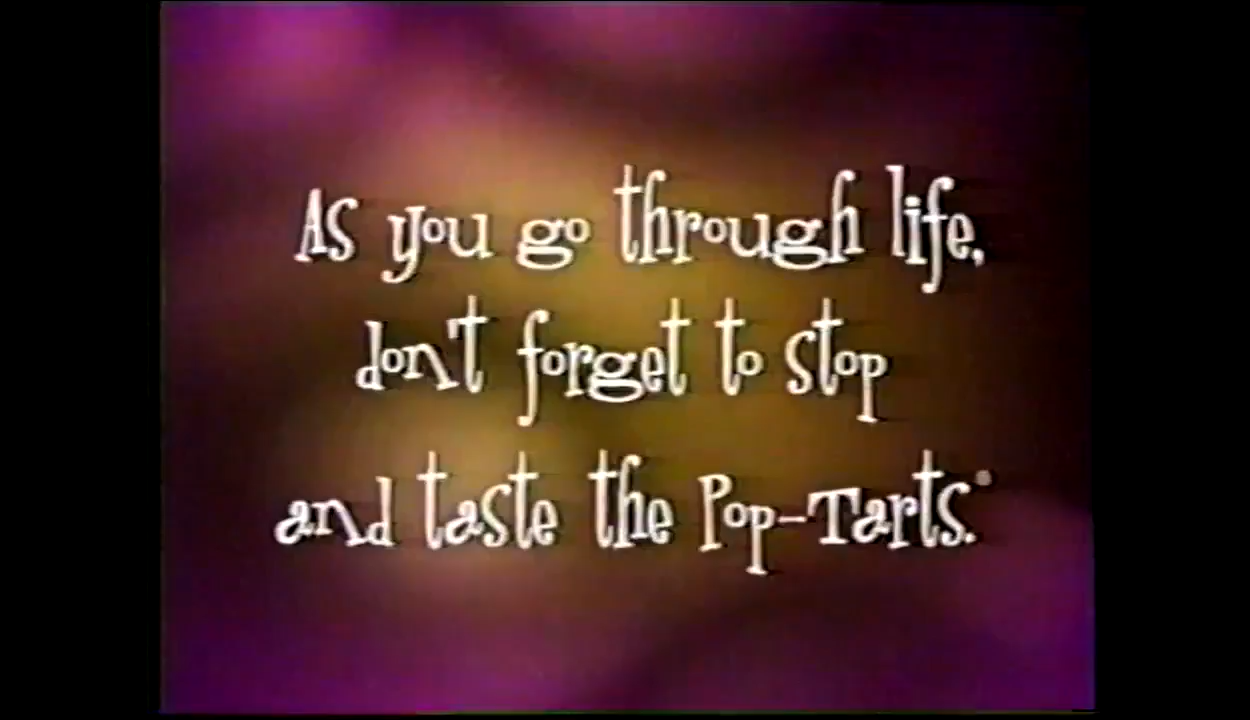 As you go through life,
don't forget to stop
and taste the Pop-Tarts.®